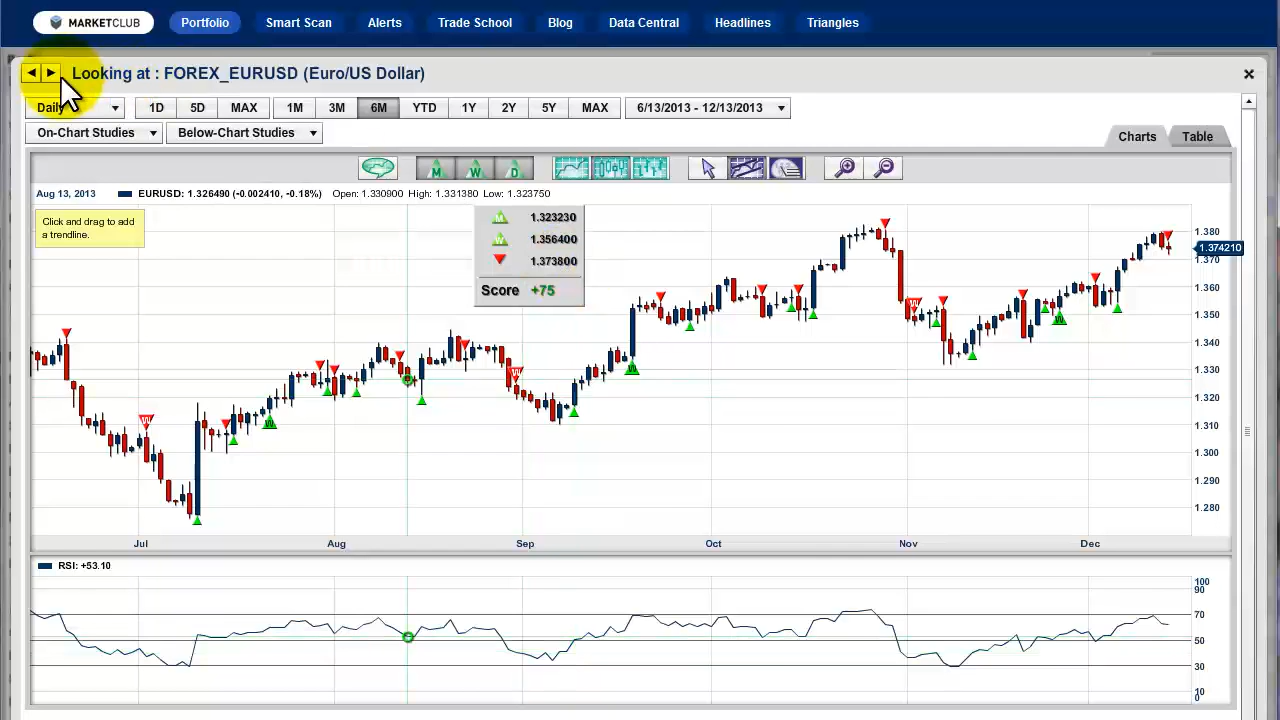 MARKETCLUB Portfolio Smart Scan Alerts Trade School Blog Data Central Headlines Triangles
Looking at : FOREX_EURUSD (Euro/US Dollar)
Daily 1D 5D MAX 1M 3M 6M YTD 1Y 2Y 5Y MAX 6/13/2013 - 12/13/2013
On-Chart Studies Below-Chart Studies Charts Table
M W D
Aug 13, 2013 EURUSD: 1.326490 (-0.002410, -0.18%) Open: 1.330900 High: 1.331380 Low: 1.323750
Click and drag to add
a trendline.
M 1.323230
W 1.356400
1.373800
Score +75
1.380
1.374210
1.370
1.360
1.350
1.340
1.330
1.320
1.310
1.300
1.290
1.280
W
W
W
W
W
W
Jul Aug Sep Oct Nov Dec
RSI: +53.10
100
90
70
50
30
10
0